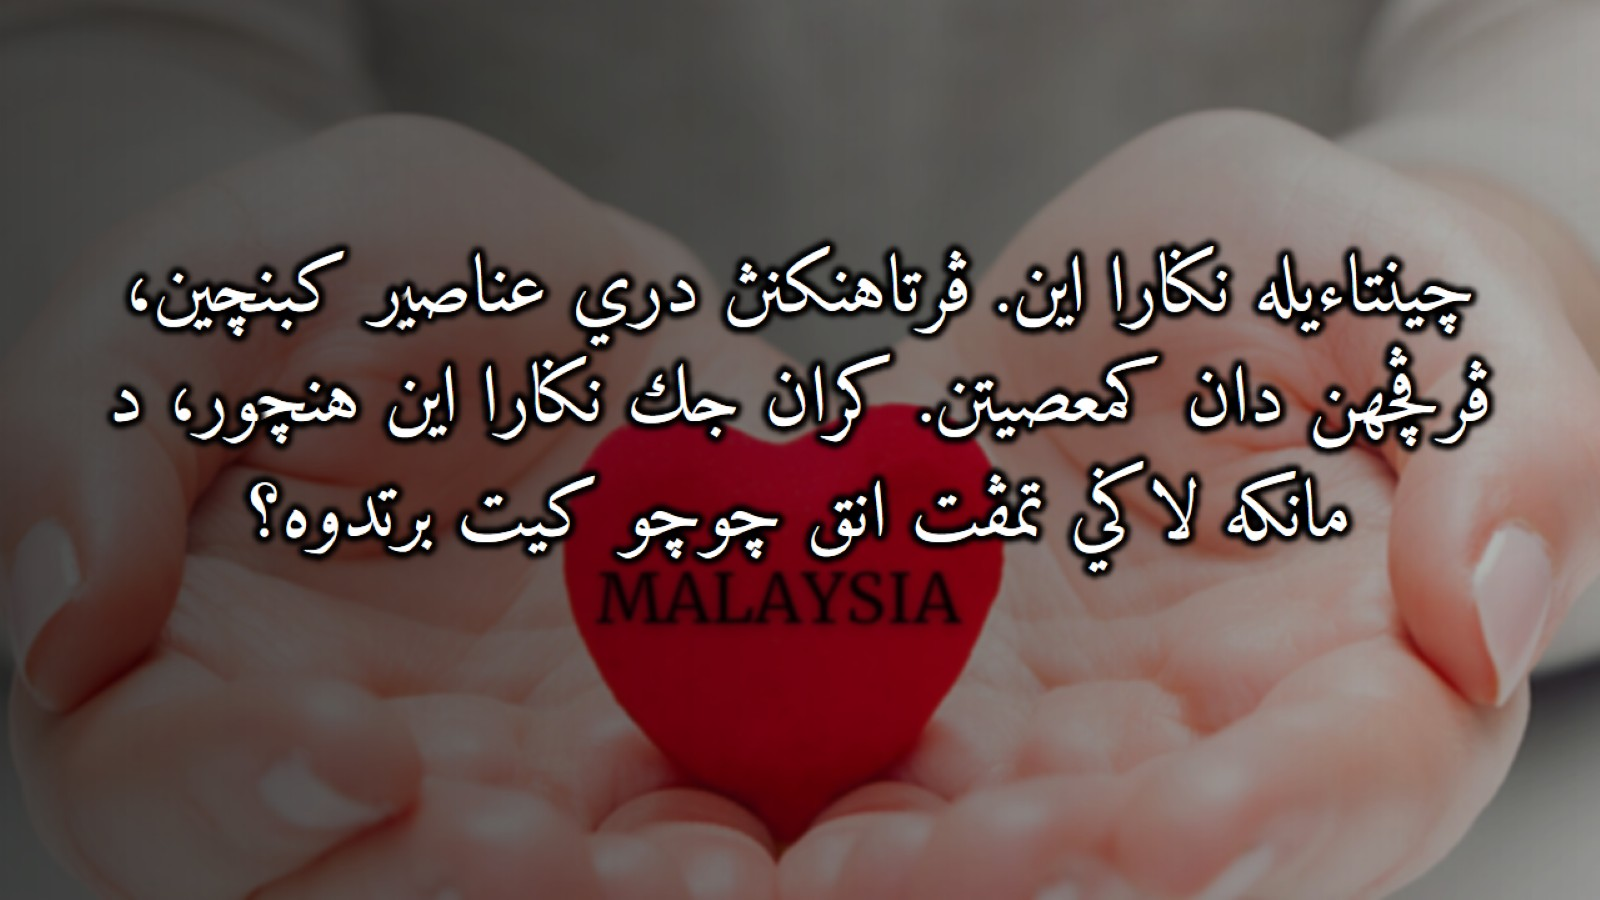 چينتاءيله نݢارا اين. ڤرتاهنكنڽ دري عناصير كبنچين،
ڤرڤچهن دان كمعصيتن. كران جك نݢارا اين هنچور، د
مانكه لاݢي تمڤت انق چوچو كيت برتدوه؟
MALAYSIA